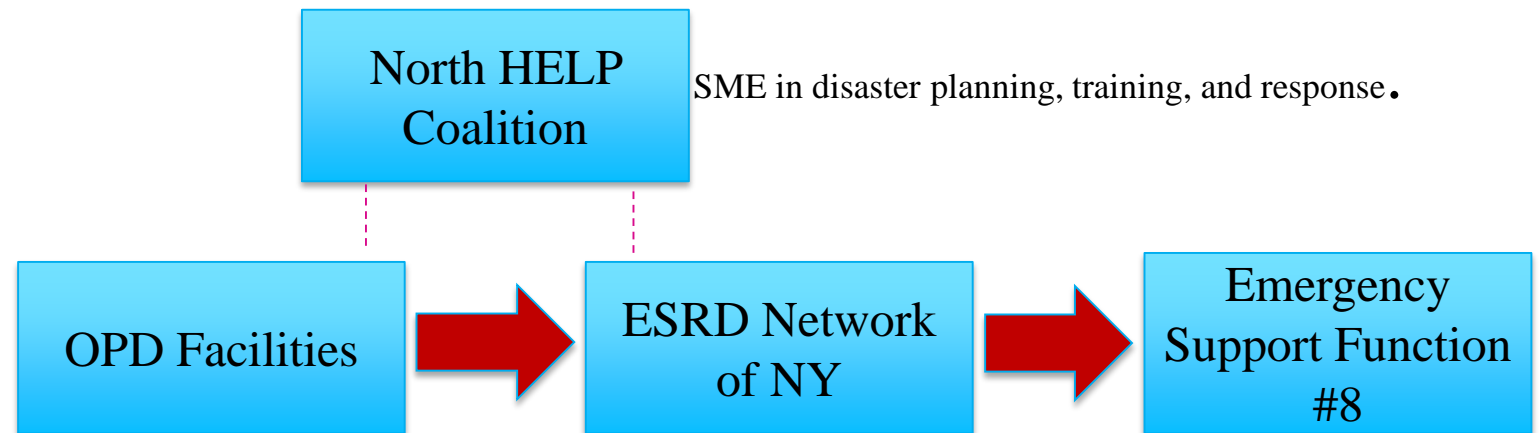 North HELP
Coalition
SME in disaster planning, training, and response.
OPD Facilities
ESRD Network
of NY
Emergency
Support Function
#8